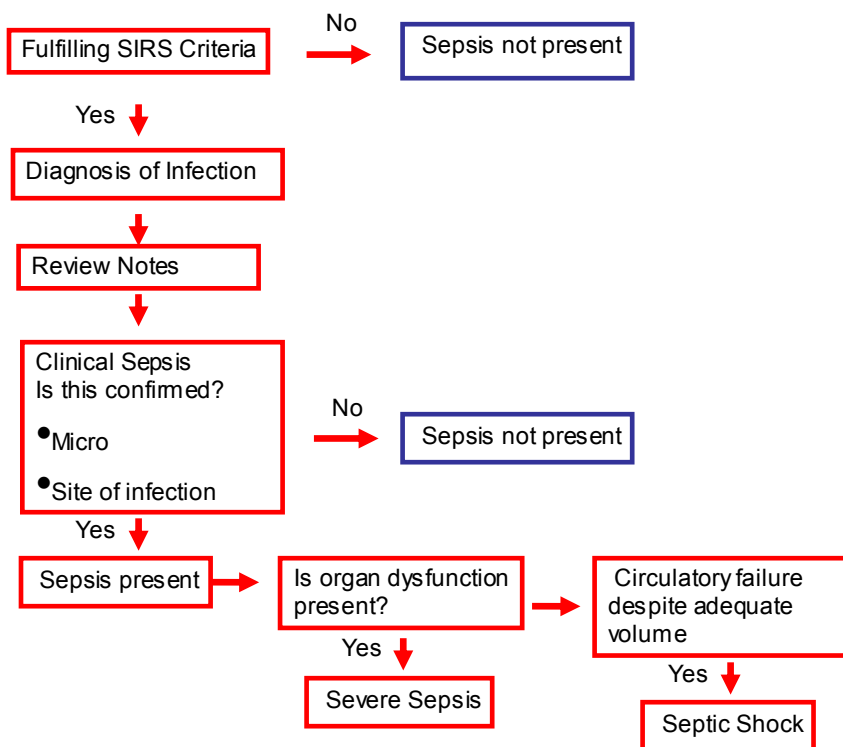 No
Fulfilling SIRS Criteria
Sepsis not present
Yes
Diagnosis of Infection
Review Notes
Clinical Sepsis
Is this confirmed?
•Micro
•Site of infection
No
Sepsis not present
Yes
Sepsis present
Is organ dysfunction
present?
Circulatory failure
despite adequate
volume
Yes
Severe Sepsis
Yes
Septic Shock